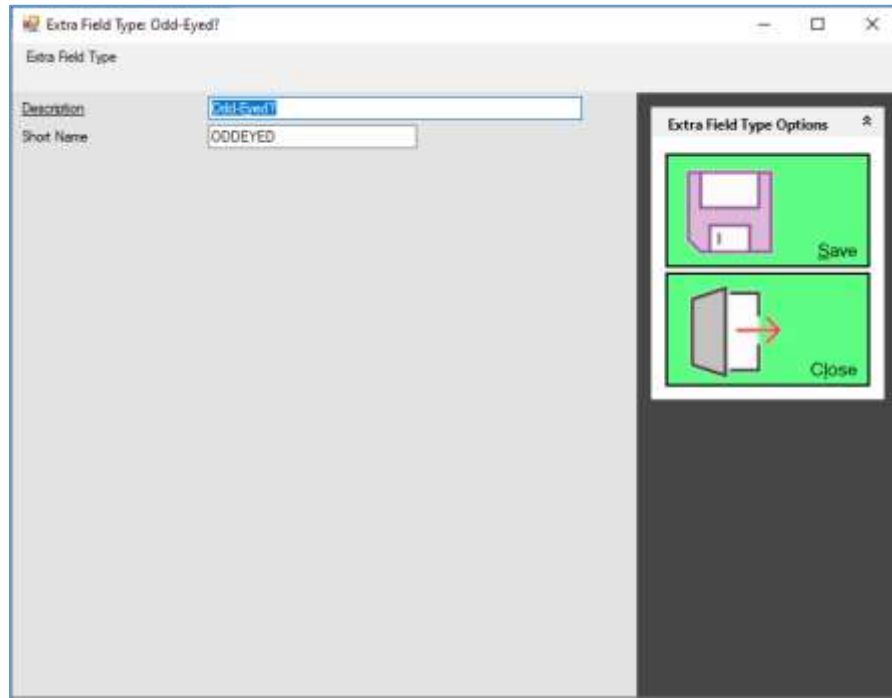 Extra Field Type: Odd-Eyed?
Extra Field Type
Description Odd-Eyed?
Short Name ODDEYED
Extra Field Type Options
Save
Close